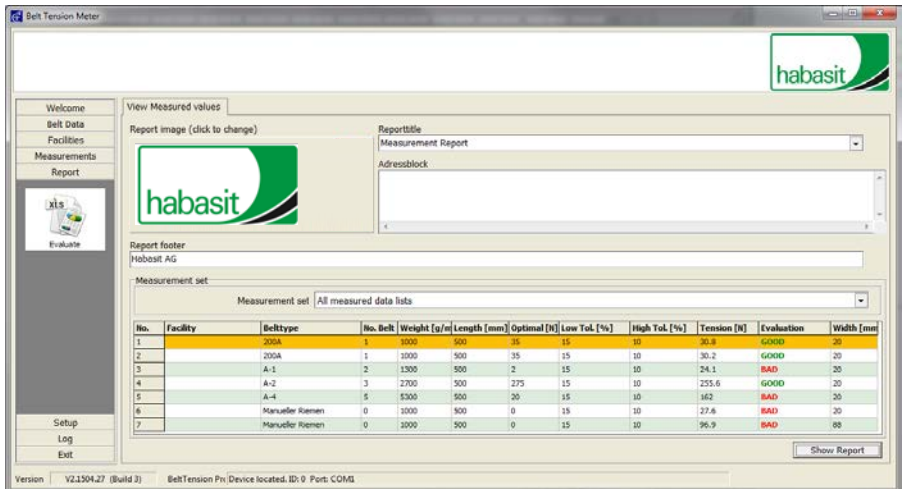 Belt Tension Meter
habasit
Welcome
Belt Data
Facilities
Measurements
Report
xls
Evaluate
Setup
Log
Exit
View Measured values
Report image (click to change)
habasit
Reporttitle
Measurement Report
Adressblock
Report footer
Habasit AG
Measurement set
Measurement set All measured data lists
No. Facility Belttype No. Belt Weight [g/m Length [mm] Optimal [N] Low Tol. [%] High Tol. [%] Tension [N] Evaluation Width [mm
1 200A 1 1000 500 35 15 10 30.8 GOOD 20
2 200A 1 1000 500 35 15 10 30.2 GOOD 20
3 A-1 2 1300 500 2 15 10 24.1 BAD 20
4 A-2 3 2700 500 275 15 10 255.6 GOOD 20
5 A-4 5 5300 500 20 15 10 162 BAD 20
6 Manueller Riemen 0 1000 500 0 15 10 27.6 BAD 20
7 Manueller Riemen 0 1000 500 0 15 10 96.9 BAD 88
Show Report
Version V2.1504.27 (Build 3) BeltTension Pro Device located. ID: 0 Port: COM1